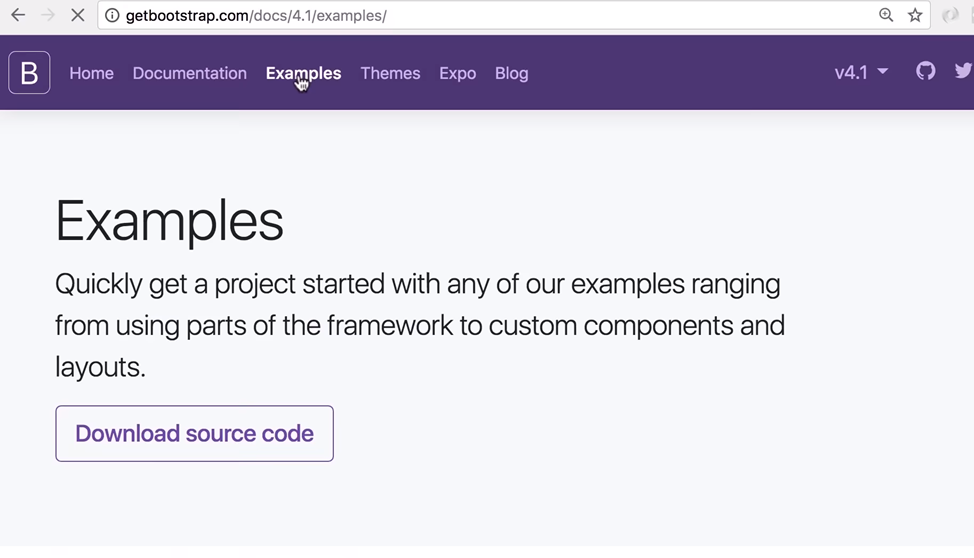 getbootstrap.com/docs/4.1/examples/
B Home Documentation Examples Themes Expo Blog v4.1
Examples
Quickly get a project started with any of our examples ranging
from using parts of the framework to custom components and
layouts.
Download source code